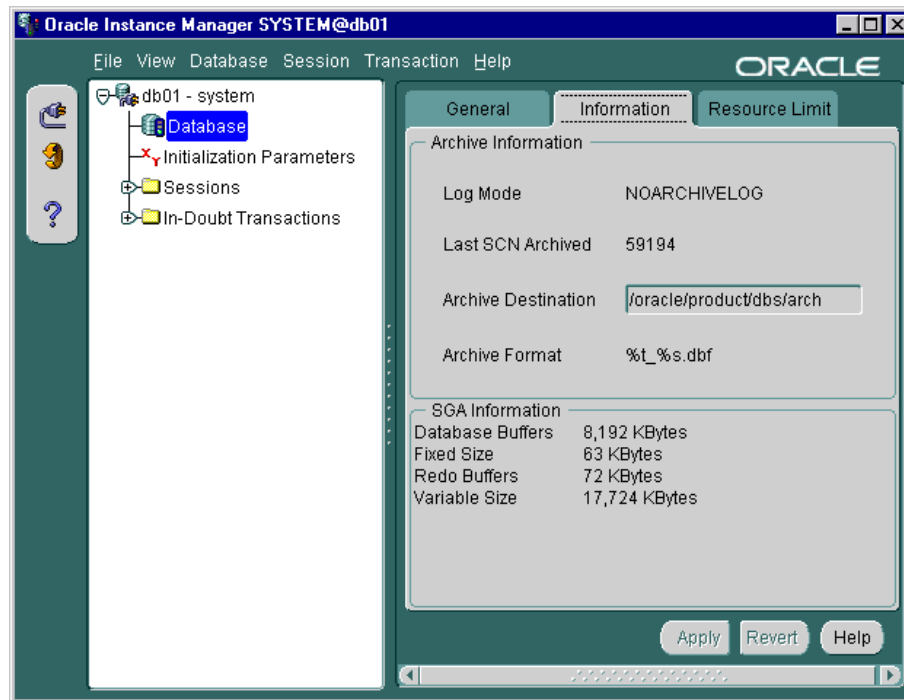 Oracle Instance Manager SYSTEM@db01
File View Database Session Transaction Help
ORACLE
db01 - system
Database
Initialization Parameters
Sessions
In-Doubt Transactions
General Information Resource Limit
Archive Information
Log Mode NOARCHIVELOG
Last SCN Archived 59194
Archive Destination /oracle/product/dbs/arch
Archive Format %t_%s.dbf
SGA Information
Database Buffers 8,192 KBytes
Fixed Size 63 KBytes
Redo Buffers 72 KBytes
Variable Size 17,724 KBytes
Apply Revert Help